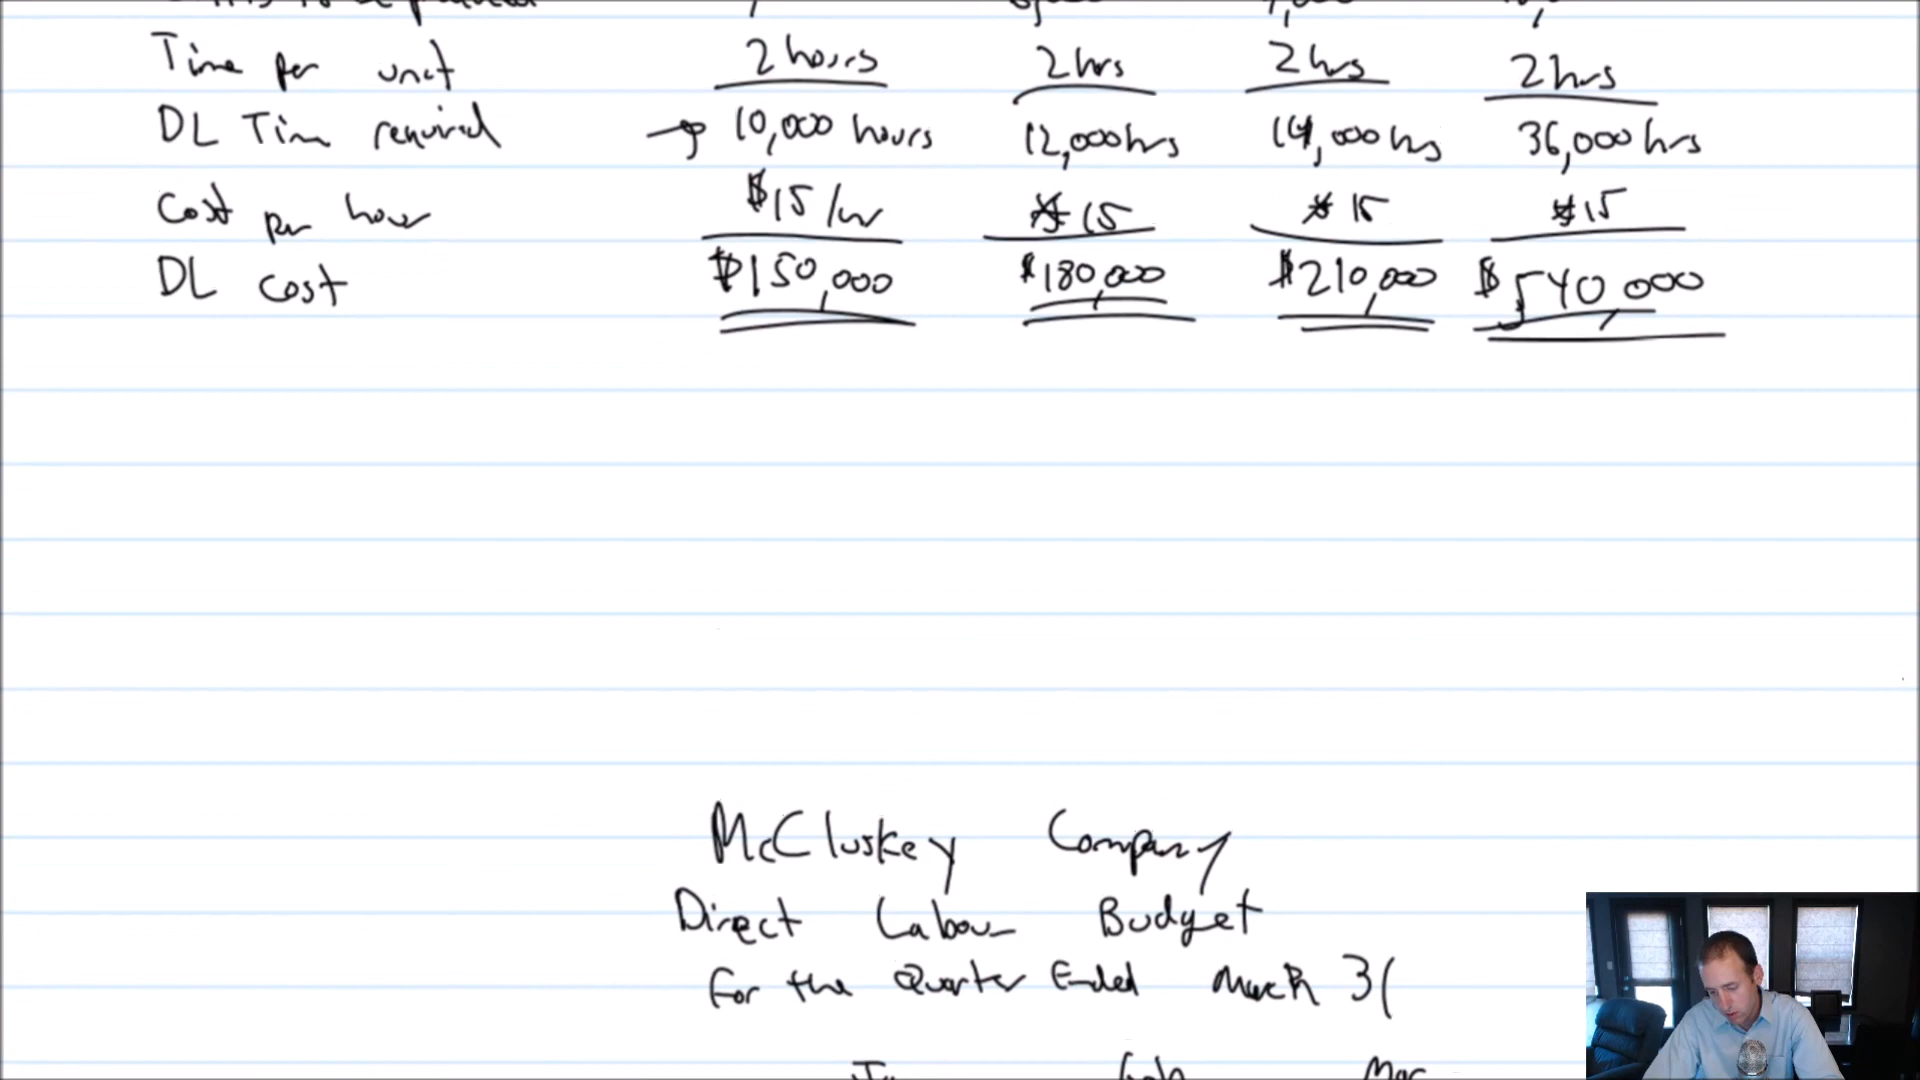 Time per unit 2 hours 2 hrs 2 hrs 2 hrs
DL Time required → 10,000 hours 12,000 hrs 14,000 hrs 36,000 hrs
Cost per hour $15/hr $15 $15 $15
DL cost $150,000 $180,000 $210,000 $540,000
McCluskey Company
Direct Labour Budget
For the Quarter Ended March 31